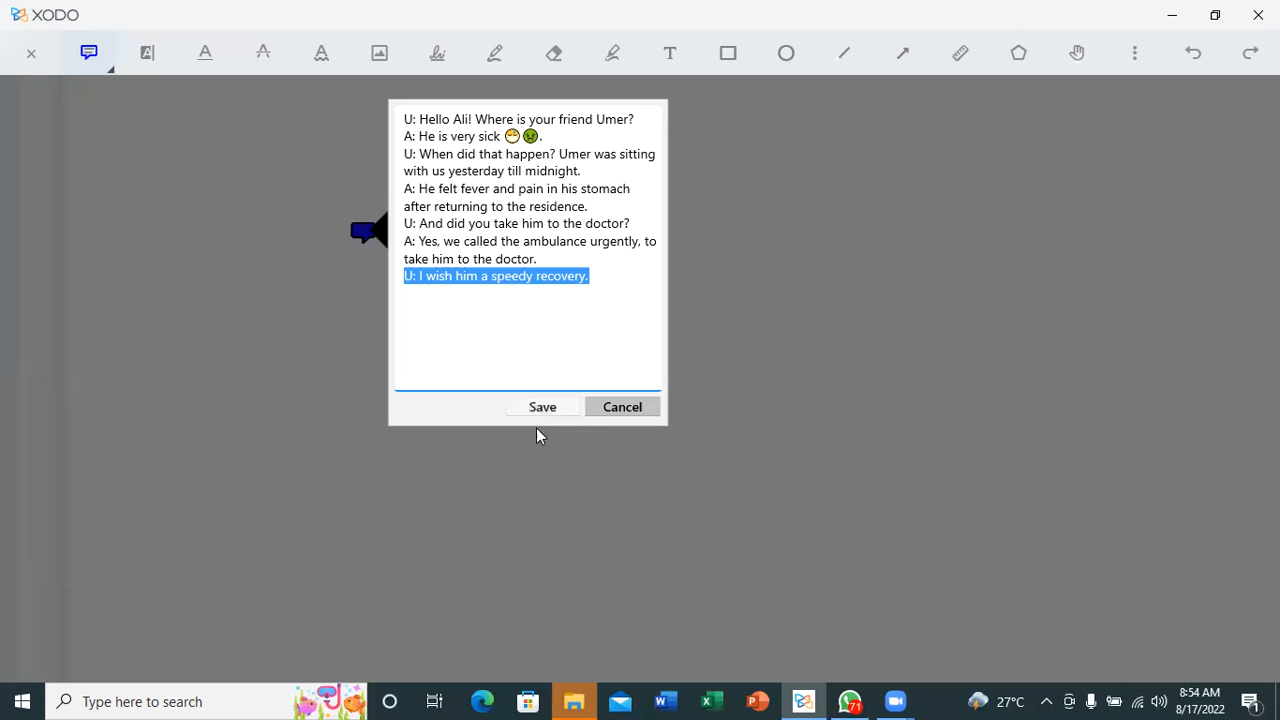 XODO
U: Hello Ali! Where is your friend Umer?
A: He is very sick 😷🤢.
U: When did that happen? Umer was sitting
with us yesterday till midnight.
A: He felt fever and pain in his stomach
after returning to the residence.
U: And did you take him to the doctor?
A: Yes, we called the ambulance urgently, to
take him to the doctor.
U: I wish him a speedy recovery.
Save Cancel
Type here to search
71
27°C
8:54 AM
8/17/2022
1